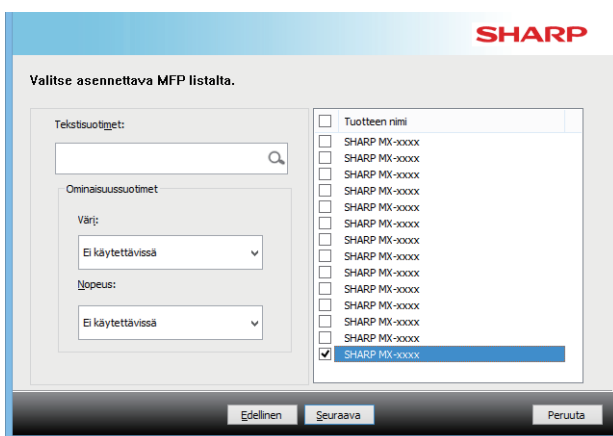 SHARP
Valitse asennettava MFP listalta.
Tekstisuotimet:
Ominaisuussuotimet
Väri:
Ei käytettävissä
Nopeus:
Ei käytettävissä
Tuotteen nimi
SHARP MX-xxxx
SHARP MX-xxxx
SHARP MX-xxxx
SHARP MX-xxxx
SHARP MX-xxxx
SHARP MX-xxxx
SHARP MX-xxxx
SHARP MX-xxxx
SHARP MX-xxxx
SHARP MX-xxxx
SHARP MX-xxxx
SHARP MX-xxxx
SHARP MX-xxxx
SHARP MX-xxxx
Edellinen
Seuraava
Peruuta